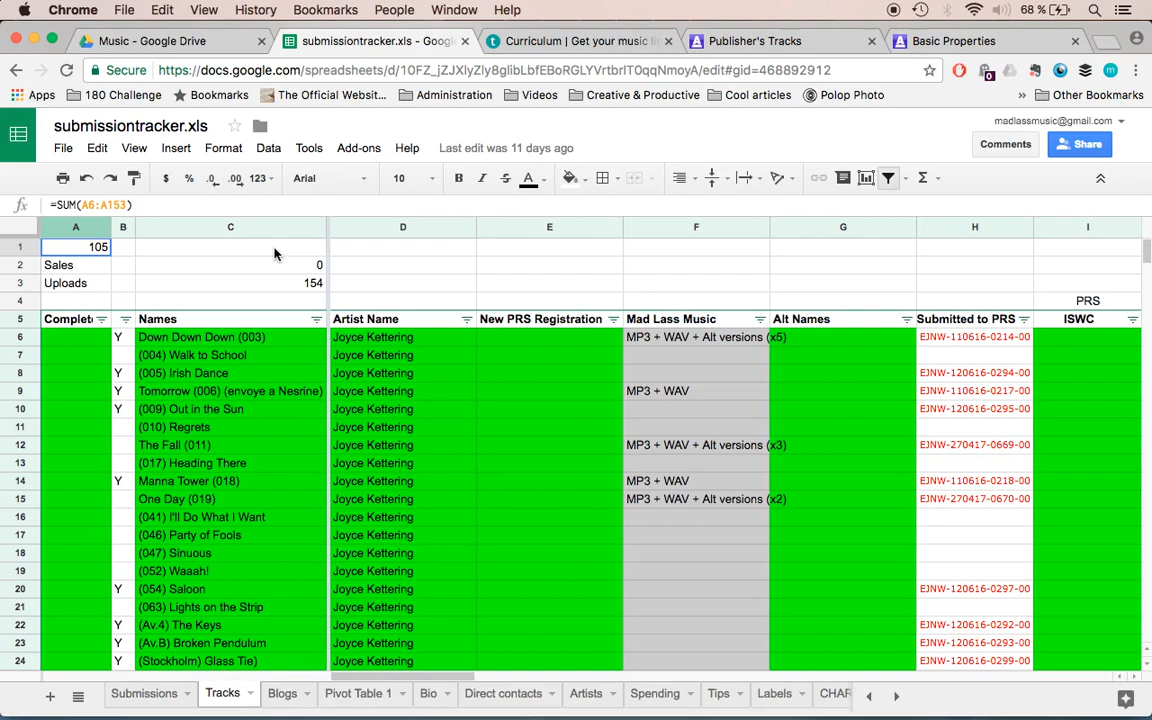 Chrome File Edit View History Bookmarks People Window Help 68 %
Music - Google Drive submissiontracker.xls - Goog Curriculum | Get your music li Publisher's Tracks Basic Properties
Secure https://docs.google.com/spreadsheets/d/10FZ_jZJXlyZly8glibLbfEBoRGLYVrtbrlT0qqNmoyA/edit#gid=468892912
Apps 180 Challenge Bookmarks The Official Websit... Administration Videos Creative & Productive Cool articles Polop Photo » Other Bookmarks
submissiontracker.xls madlassmusic@gmail.com
File Edit View Insert Format Data Tools Add-ons Help Last edit was 11 days ago Comments Share
$ % .0 .00 123 Arial 10 B I S A Σ
fx =SUM(A6:A153)
A B C D E F G H I
1 105
2 Sales 0
3 Uploads 154
4 PRS
5 Complete Names Artist Name New PRS Registration Mad Lass Music Alt Names Submitted to PRS ISWC
6 Y Down Down Down (003) Joyce Kettering MP3 + WAV + Alt versions (x5) EJNW-110616-0214-00
7 (004) Walk to School Joyce Kettering
8 Y (005) Irish Dance Joyce Kettering EJNW-120616-0294-00
9 Y Tomorrow (006) (envoye a Nesrine) Joyce Kettering MP3 + WAV EJNW-110616-0217-00
10 Y (009) Out in the Sun Joyce Kettering EJNW-120616-0295-00
11 (010) Regrets Joyce Kettering
12 The Fall (011) Joyce Kettering MP3 + WAV + Alt versions (x3) EJNW-270417-0669-00
13 (017) Heading There Joyce Kettering
14 Y Manna Tower (018) Joyce Kettering MP3 + WAV EJNW-110616-0218-00
15 One Day (019) Joyce Kettering MP3 + WAV + Alt versions (x2) EJNW-270417-0670-00
16 (041) I'll Do What I Want Joyce Kettering
17 (046) Party of Fools Joyce Kettering
18 (047) Sinuous Joyce Kettering
19 (052) Waaah! Joyce Kettering
20 Y (054) Saloon Joyce Kettering EJNW-120616-0297-00
21 (063) Lights on the Strip Joyce Kettering
22 Y (Av.4) The Keys Joyce Kettering EJNW-120616-0292-00
23 Y (Av.B) Broken Pendulum Joyce Kettering EJNW-120616-0293-00
24 Y (Stockholm) Glass Tie) Joyce Kettering EJNW-120616-0299-00
Submissions Tracks Blogs Pivot Table 1 Bio Direct contacts Artists Spending Tips Labels CHAR